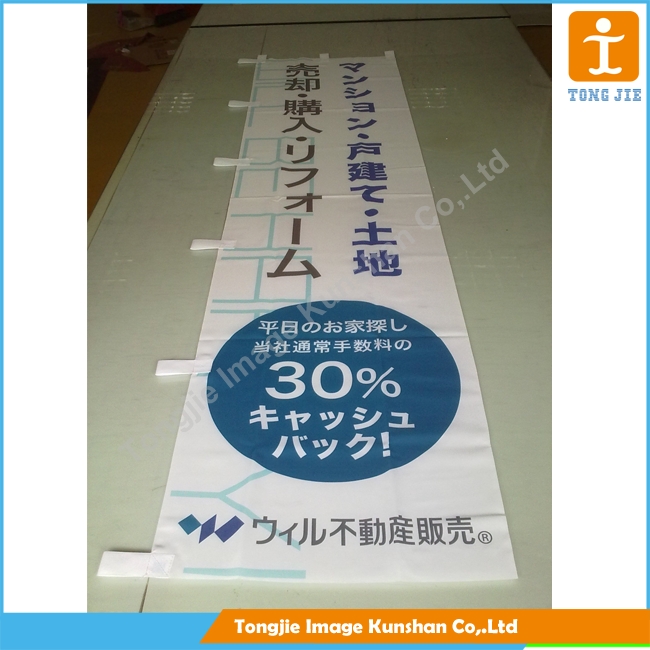 TONG JIE
マンション・戸建て・土地
売却・購入・リフォーム
平日のお家探し
当社通常手数料の
30%
キャッシュ
バック!
ウィル不動産販売®
Tongjie Image Kunshan Co,.Ltd
Tongjie Image Kunshan Co,.Ltd